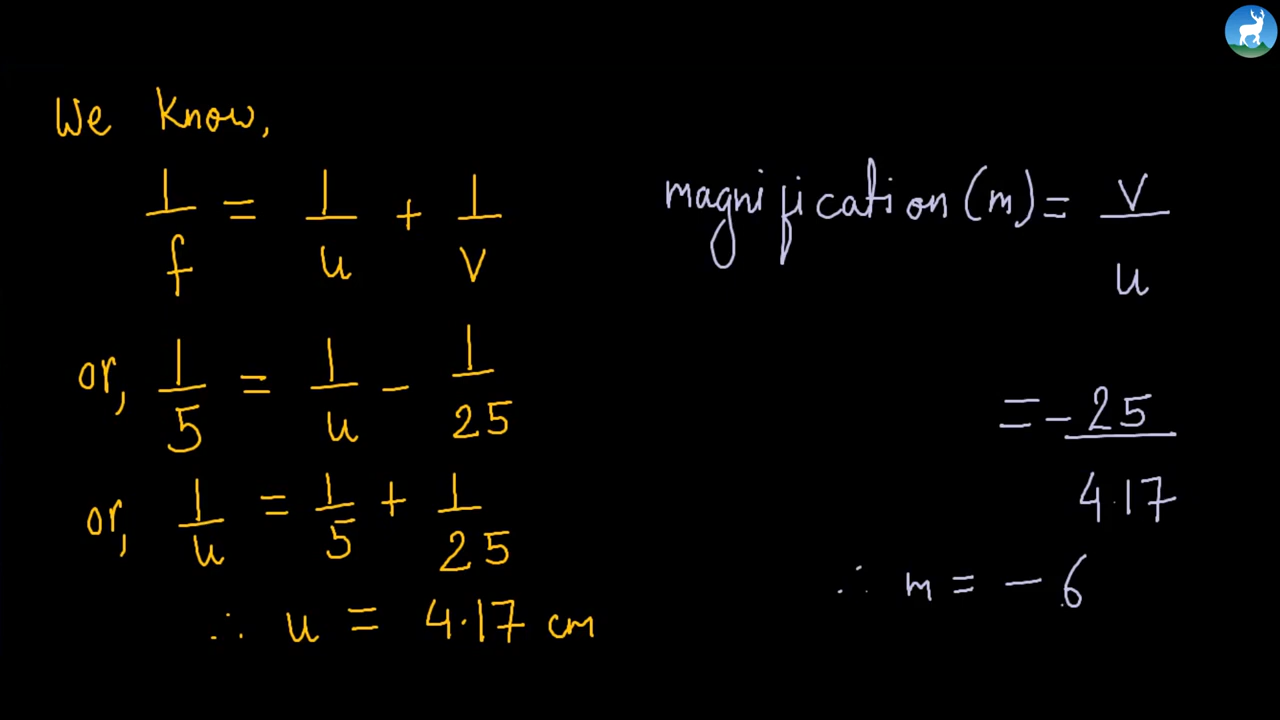 We Know,
1/f = 1/u + 1/v
or, 1/5 = 1/u - 1/25
or, 1/u = 1/5 + 1/25
∴ u = 4.17 cm
magnification (m) = v/u
= -25/4.17
∴ m = -6